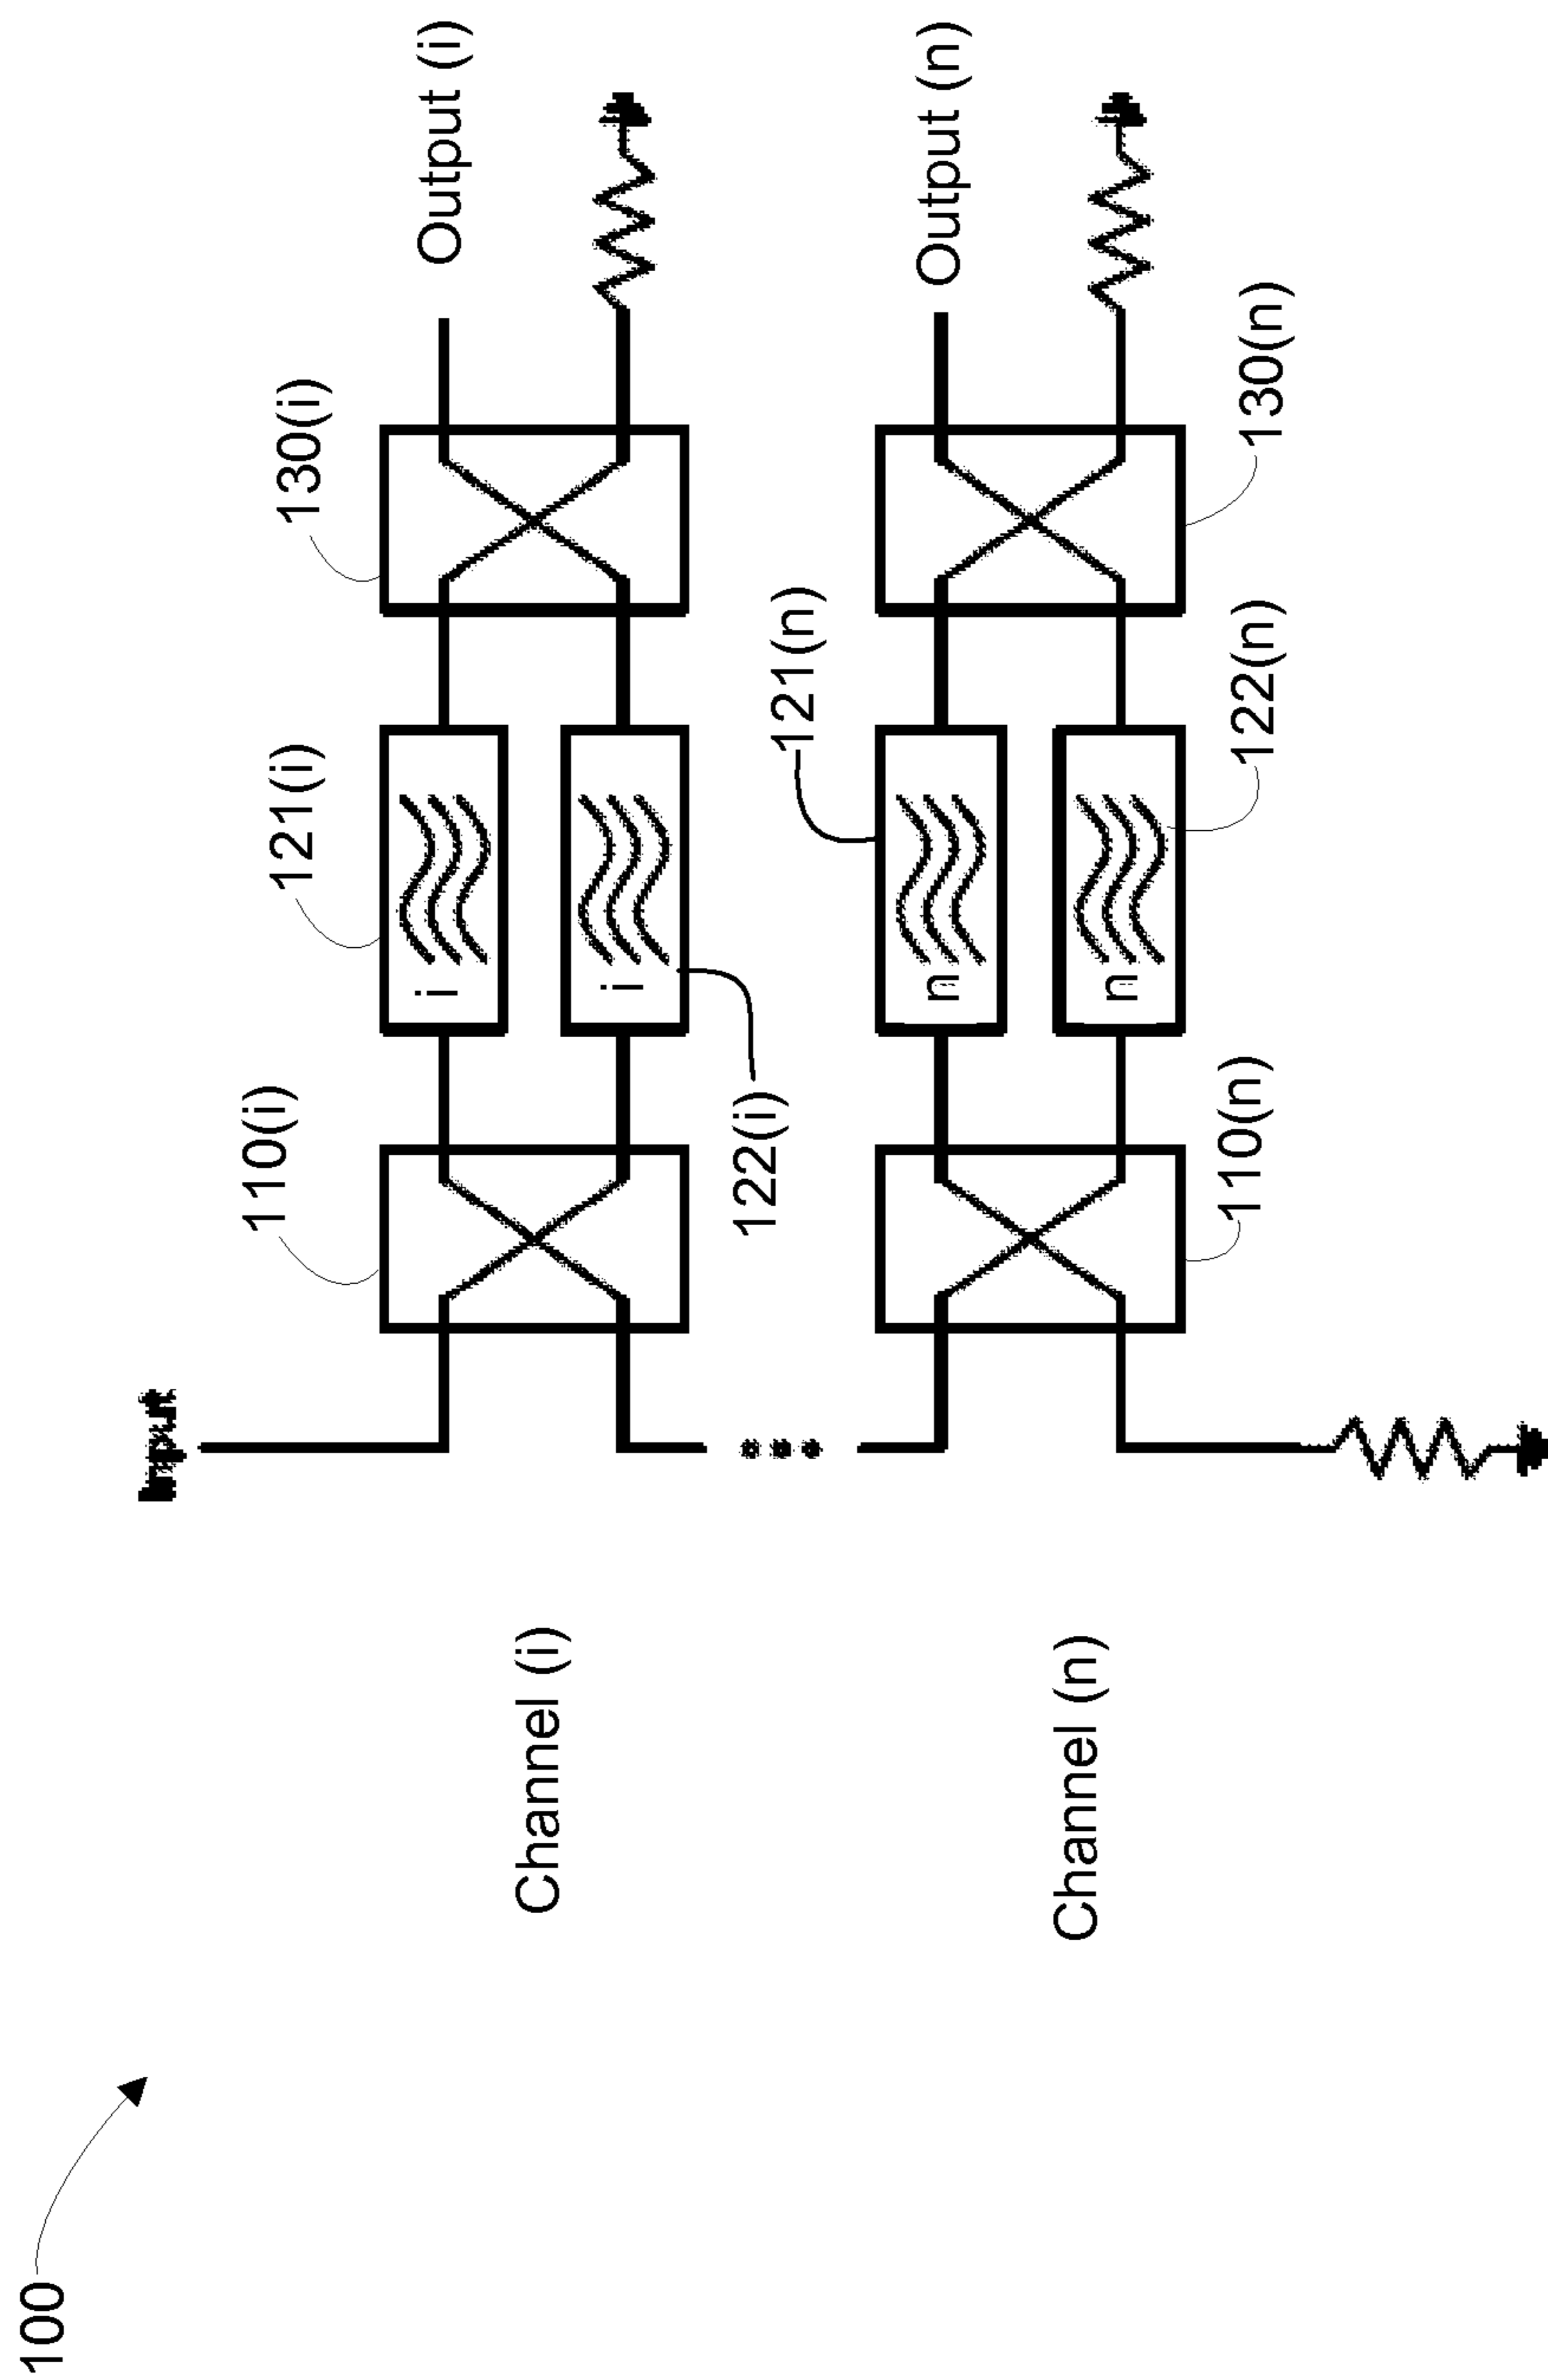 100
Input
Channel (i)
110(i)
121(i)
130(i)
Output (i)
i
i
122(i)
Channel (n)
121(n)
Output (n)
n
n
110(n)
122(n)
130(n)